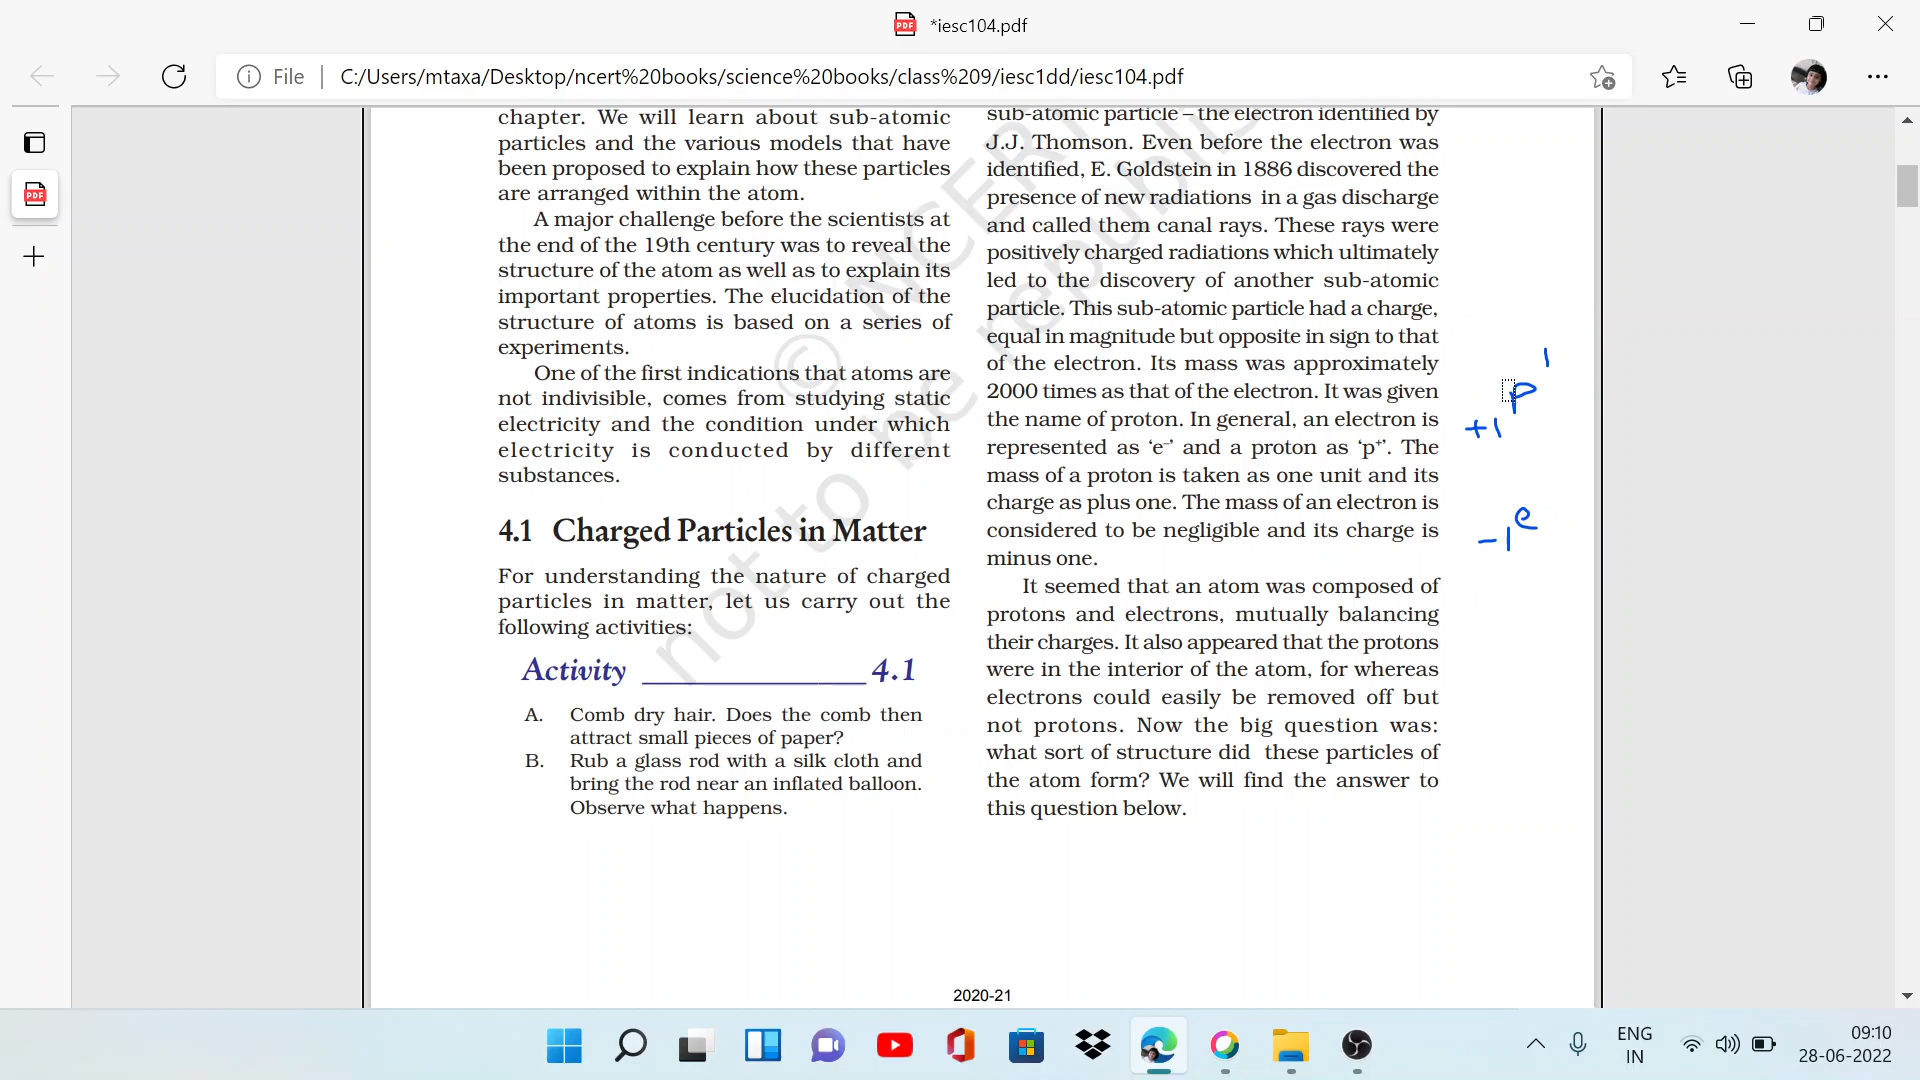 *iesc104.pdf
File
C:/Users/mtaxa/Desktop/ncert%20books/science%20books/class%209/iesc1dd/iesc104.pdf
chapter. We will learn about sub-atomic
particles and the various models that have
been proposed to explain how these particles
are arranged within the atom.
A major challenge before the scientists at
the end of the 19th century was to reveal the
structure of the atom as well as to explain its
important properties. The elucidation of the
structure of atoms is based on a series of
experiments.
One of the first indications that atoms are
not indivisible, comes from studying static
electricity and the condition under which
electricity is conducted by different
substances.
4.1 Charged Particles in Matter
For understanding the nature of charged
particles in matter, let us carry out the
following activities:
Activity ________________ 4.1
A. Comb dry hair. Does the comb then
attract small pieces of paper?
B. Rub a glass rod with a silk cloth and
bring the rod near an inflated balloon.
Observe what happens.
sub-atomic particle – the electron identified by
J.J. Thomson. Even before the electron was
identified, E. Goldstein in 1886 discovered the
presence of new radiations in a gas discharge
and called them canal rays. These rays were
positively charged radiations which ultimately
led to the discovery of another sub-atomic
particle. This sub-atomic particle had a charge,
equal in magnitude but opposite in sign to that
of the electron. Its mass was approximately
2000 times as that of the electron. It was given
the name of proton. In general, an electron is
represented as ‘e⁻’ and a proton as ‘p⁺’. The
mass of a proton is taken as one unit and its
charge as plus one. The mass of an electron is
considered to be negligible and its charge is
minus one.
It seemed that an atom was composed of
protons and electrons, mutually balancing
their charges. It also appeared that the protons
were in the interior of the atom, for whereas
electrons could easily be removed off but
not protons. Now the big question was:
what sort of structure did these particles of
the atom form? We will find the answer to
this question below.
© NCERT
not to be republis
1
p
+1
e
-1
2020-21
PDF
PDF
ENG
IN
09:10
28-06-2022